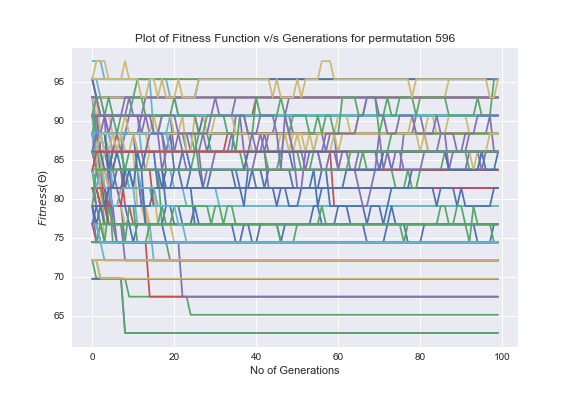 Plot of Fitness Function v/s Generations for permutation 596
95
90
85
80
75
70
65
Fitness(Θ)
0 20 40 60 80 100
No of Generations